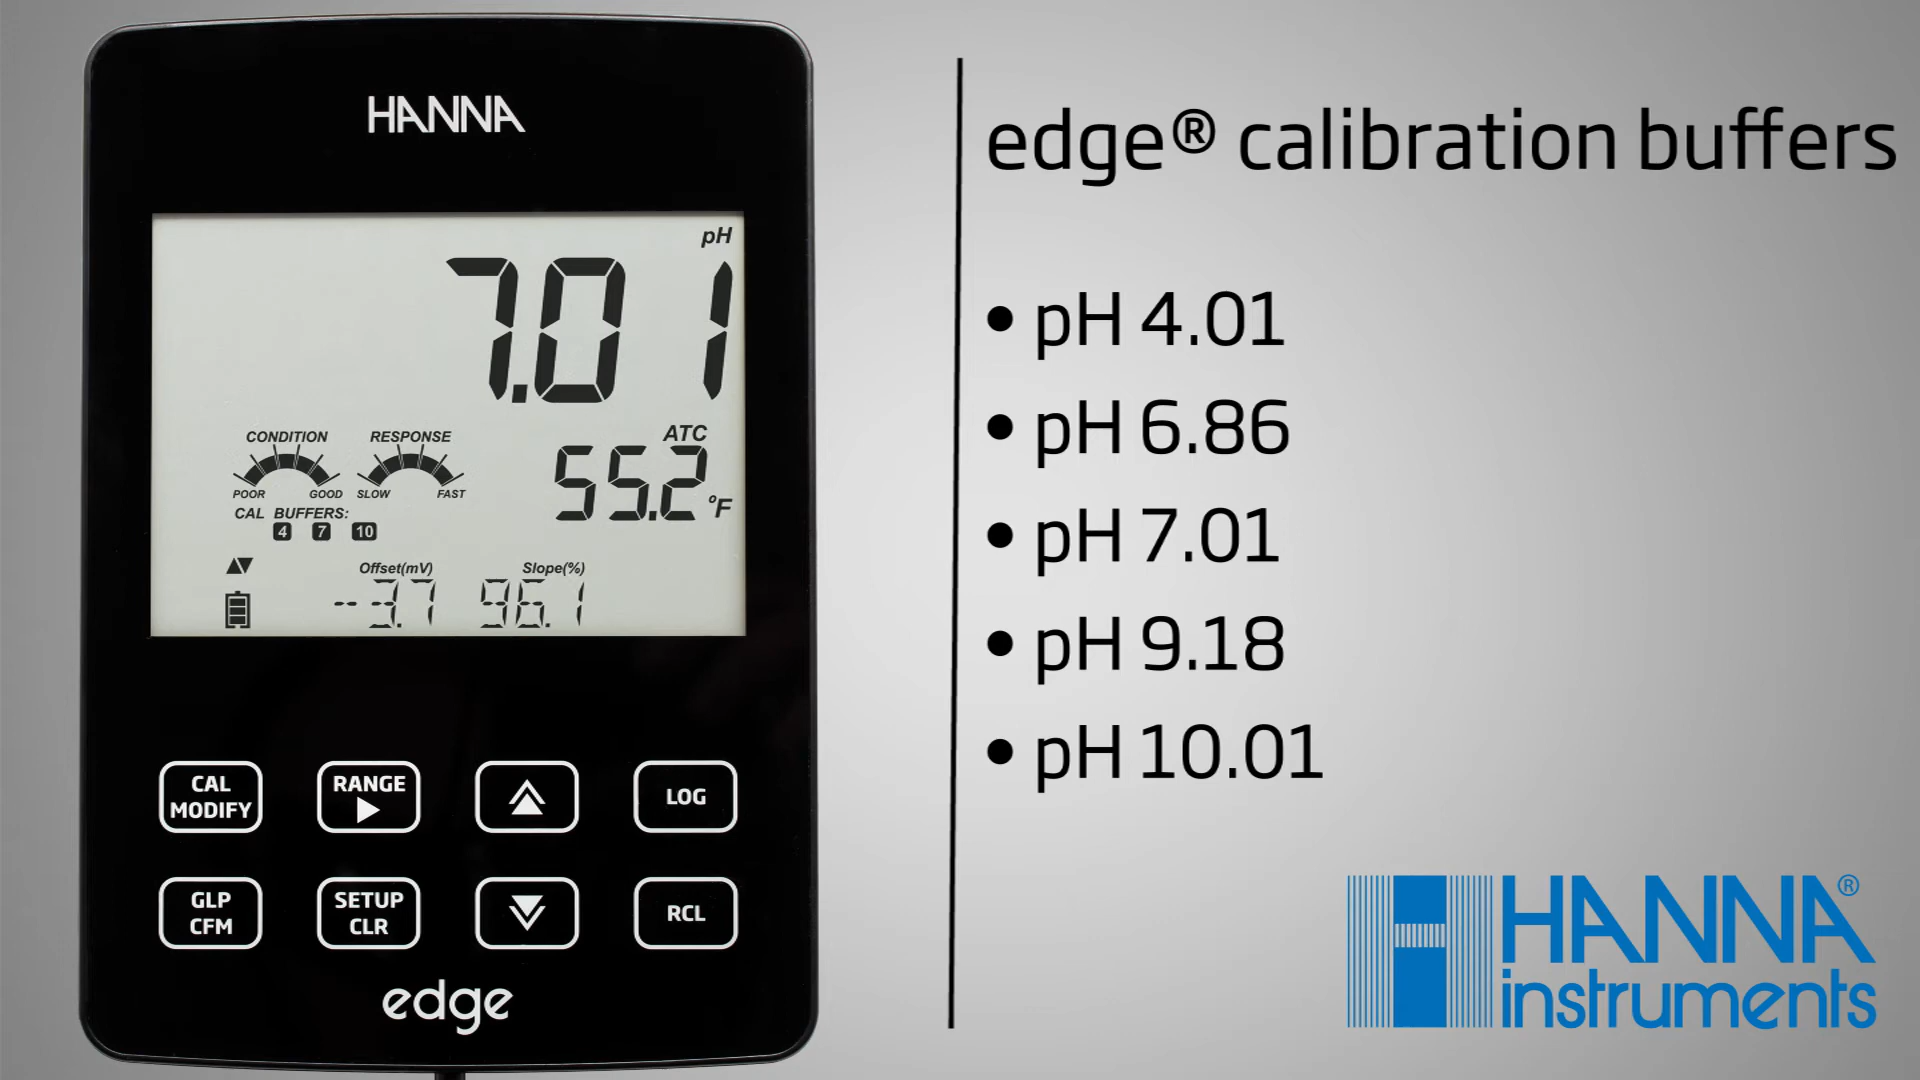 HANNA
pH
7.01
CONDITION RESPONSE
ATC
55.2 °F
POOR GOOD SLOW FAST
CAL BUFFERS:
4 7 10
Offset(mV) Slope(%)
-3.7 96.1
CAL MODIFY
RANGE
LOG
GLP CFM
SETUP CLR
RCL
edge
edge® calibration buffers
• pH 4.01
• pH 6.86
• pH 7.01
• pH 9.18
• pH 10.01
HANNA®
instruments